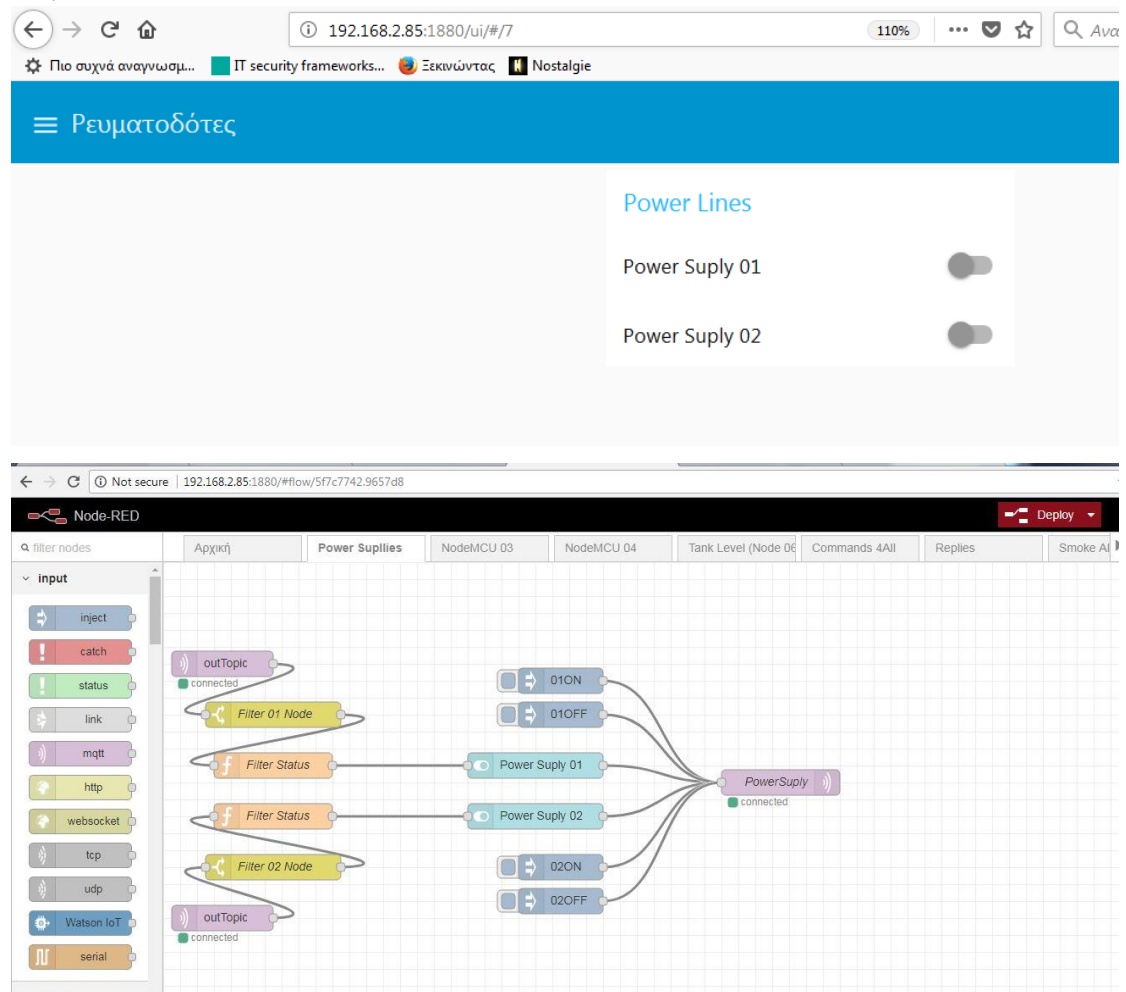 192.168.2.85:1880/ui/#/7
110%
Πιο συχνά αναγνωσμ...
IT security frameworks...
Ξεκινώντας
Nostalgie
Ρευματοδότες
Power Lines
Power Suply 01
Power Suply 02
Not secure
192.168.2.85:1880/#flow/5f7c7742.9657d8
Node-RED
Deploy
filter nodes
Αρχική
Power Supllies
NodeMCU 03
NodeMCU 04
Tank Level (Node 06
Commands 4All
Replies
Smoke Al
input
inject
catch
status
link
mqtt
http
websocket
tcp
udp
Watson IoT
serial
outTopic
connected
Filter 01 Node
Filter Status
Filter Status
Filter 02 Node
outTopic
connected
01ON
01OFF
Power Suply 01
Power Suply 02
02ON
02OFF
PowerSuply
connected